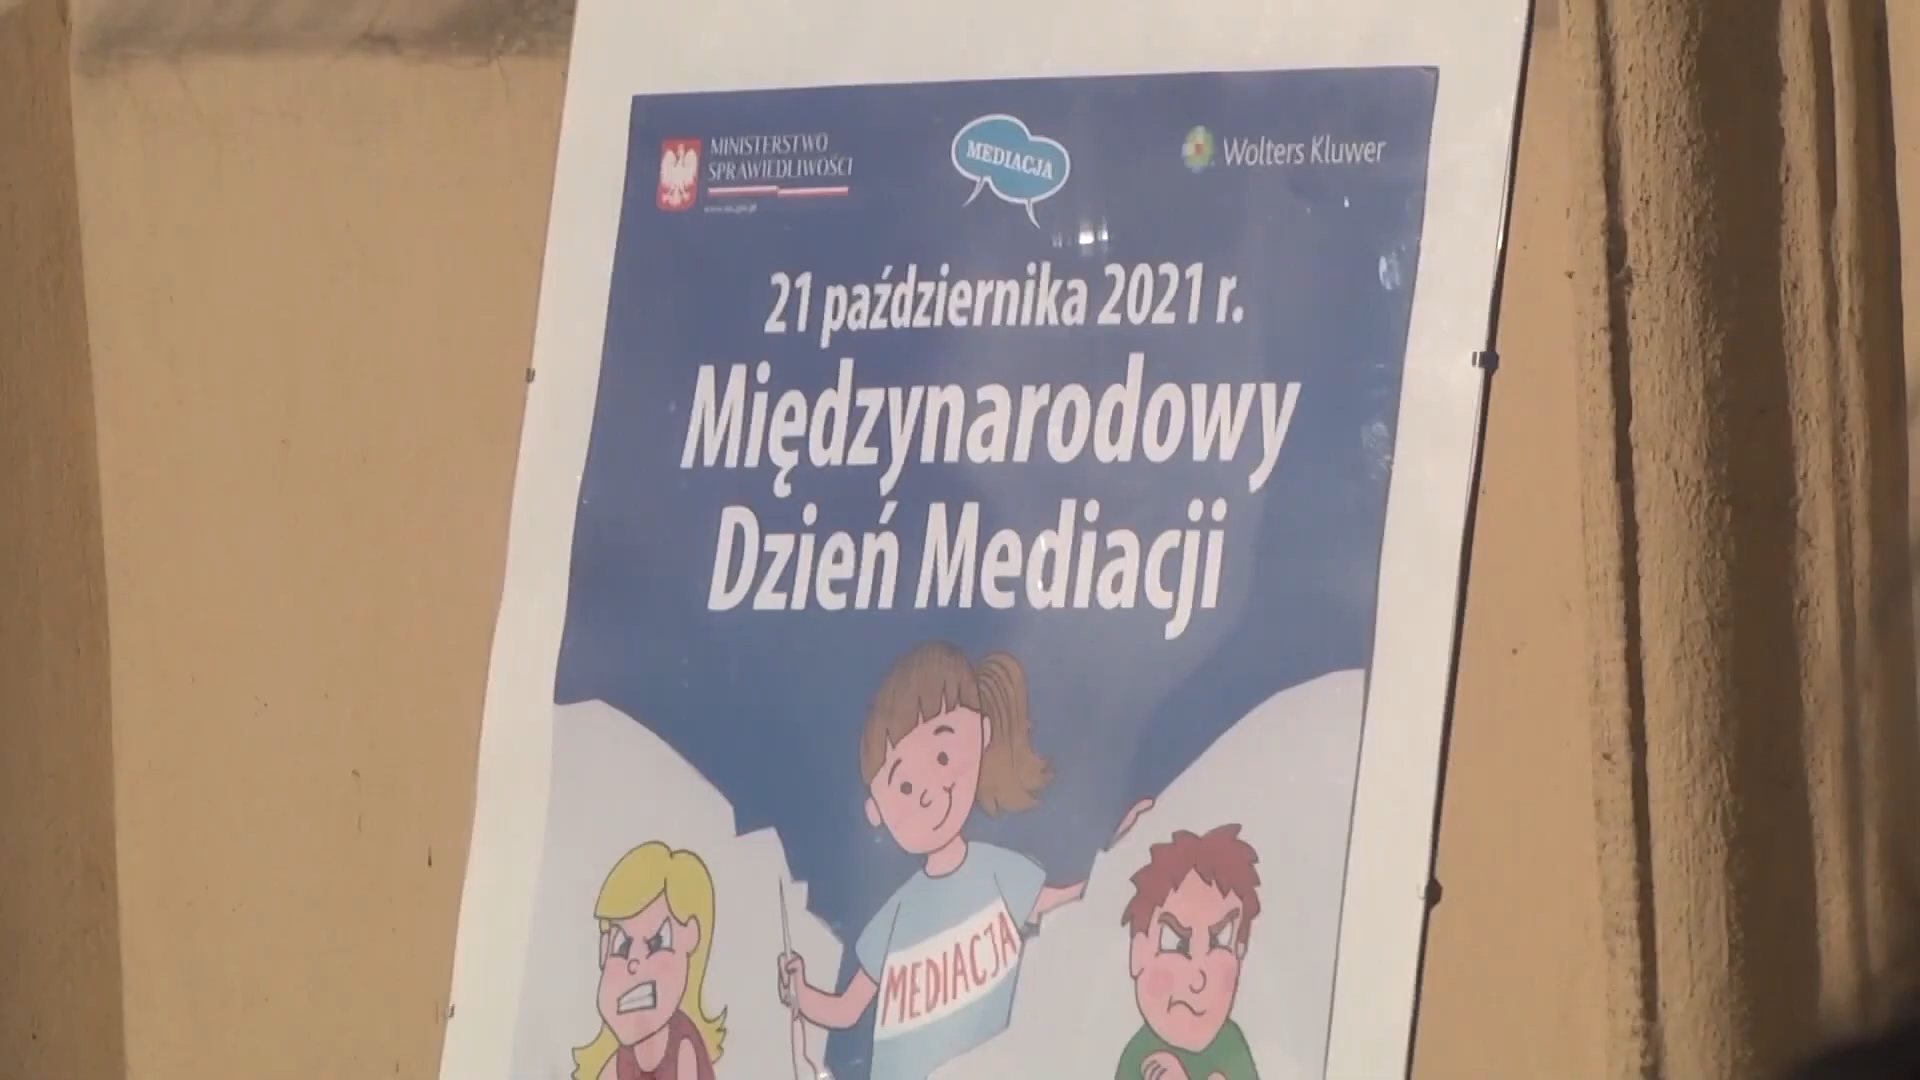 MINISTERSTWO
SPRAWIEDLIWOŚCI
MEDIACJA
Wolters Kluwer
21 października 2021 r.
Międzynarodowy
Dzień Mediacji
MEDIACJA